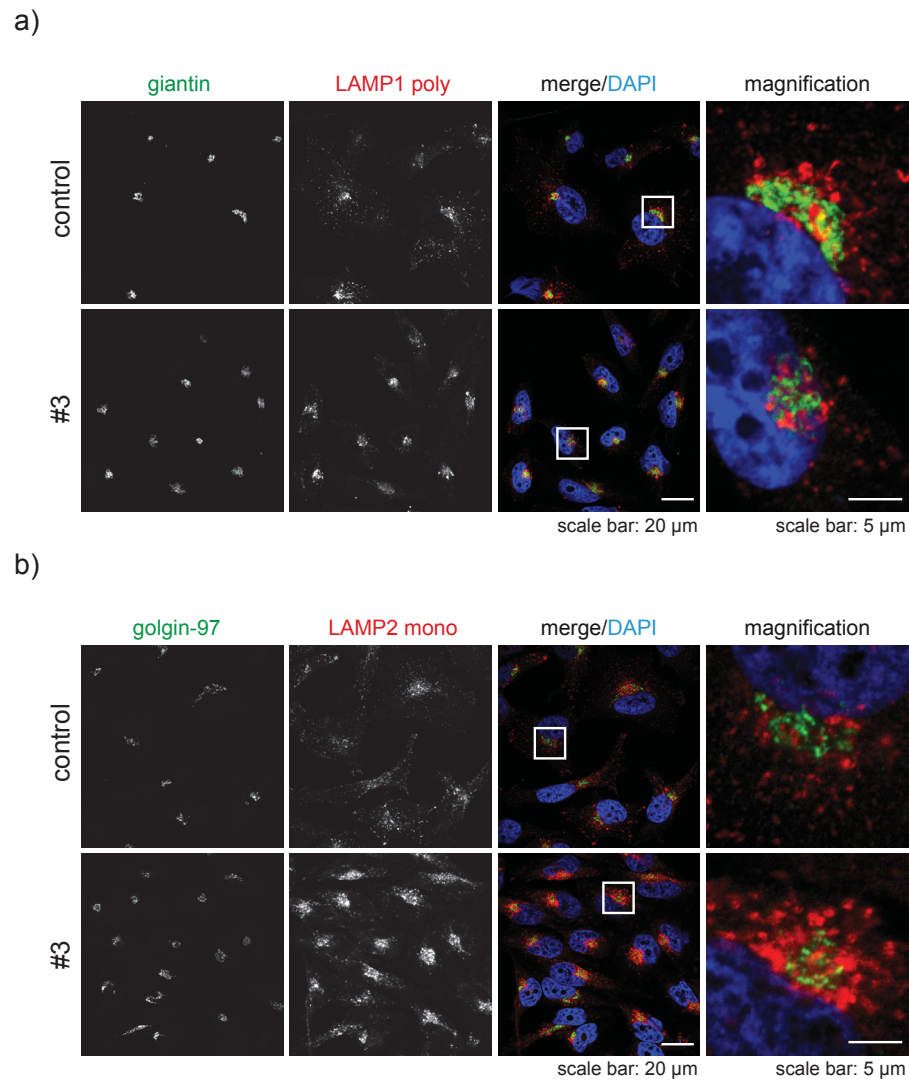 a)
giantin LAMP1 poly merge/DAPI magnification
control
#3
scale bar: 20 µm scale bar: 5 µm
b)
golgin-97 LAMP2 mono merge/DAPI magnification
control
#3
scale bar: 20 µm scale bar: 5 µm